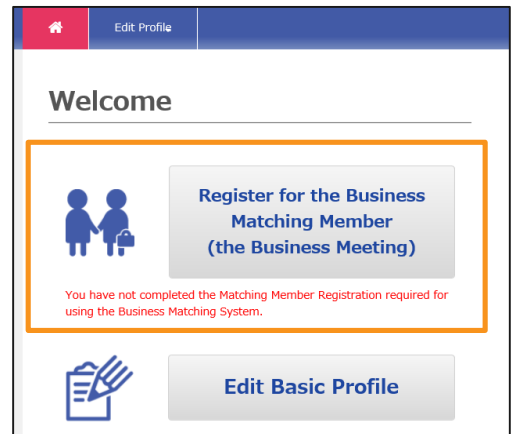 Edit Profile
Welcome
Register for the Business
Matching Member
(the Business Meeting)
You have not completed the Matching Member Registration required for
using the Business Matching System.
Edit Basic Profile